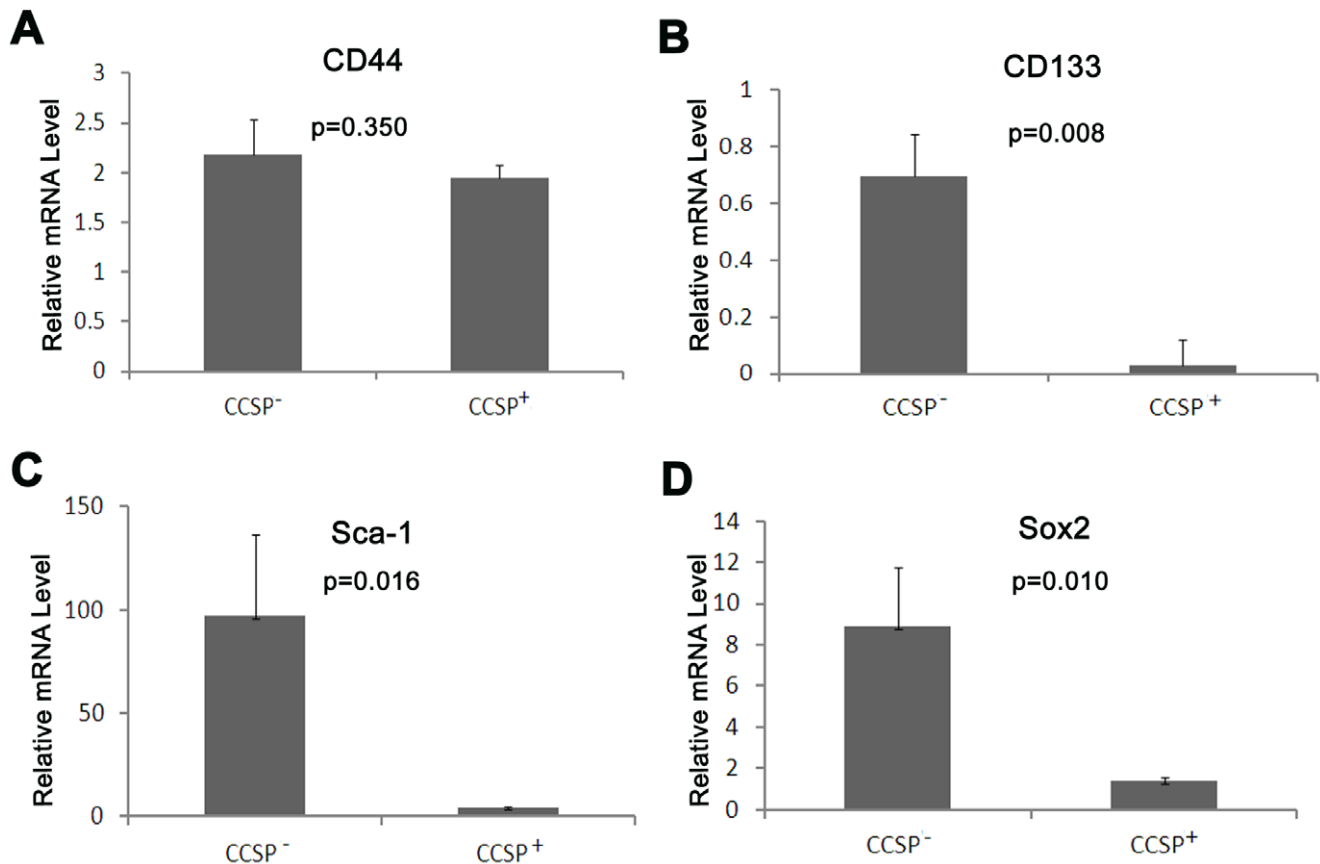 A
CD44
p=0.350
Relative mRNA Level
3
2.5
2
1.5
1
0.5
0
CCSP⁻ CCSP⁺
B
CD133
p=0.008
Relative mRNA Level
1
0.8
0.6
0.4
0.2
0
CCSP⁻ CCSP⁺
C
Sca-1
p=0.016
Relative mRNA Level
150
100
50
0
CCSP⁻ CCSP⁺
D
Sox2
p=0.010
Relative mRNA Level
14
12
10
8
6
4
2
0
CCSP⁻ CCSP⁺